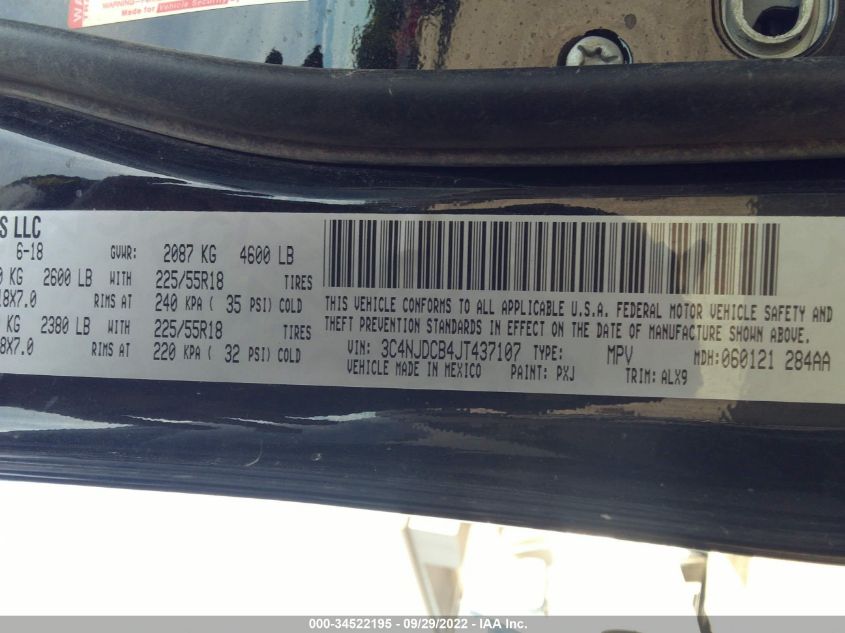 WARNING
Made for Vehicle Security
S LLC
6-18 GVWR: 2087 KG 4600 LB
KG 2600 LB WITH 225/55R18 TIRES
8X7.0 RIMS AT 240 KPA ( 35 PSI) COLD
KG 2380 LB WITH 225/55R18 TIRES
8X7.0 RIMS AT 220 KPA ( 32 PSI) COLD
THIS VEHICLE CONFORMS TO ALL APPLICABLE U.S.A. FEDERAL MOTOR VEHICLE SAFETY AND
THEFT PREVENTION STANDARDS IN EFFECT ON THE DATE OF MANUFACTURE SHOWN ABOVE.
VIN: 3C4NJDCB4JT437107 TYPE: MPV MDH:060121 284AA
VEHICLE MADE IN MEXICO PAINT: PXJ TRIM: ALX9
000-34522195 - 09/29/2022 - IAA Inc.